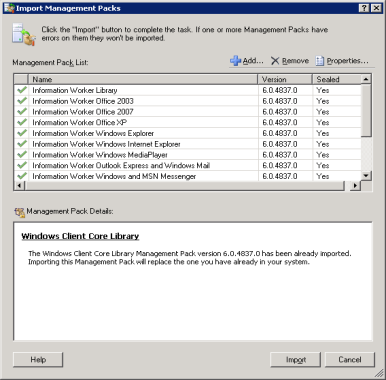 Import Management Packs
Click the "Import" button to complete the task. If one or more Management Packs have
errors on them they won't be imported.
Management Pack List:
Add... Remove Properties...
Name Version Sealed
Information Worker Library 6.0.4837.0 Yes
Information Worker Office 2003 6.0.4837.0 Yes
Information Worker Office 2007 6.0.4837.0 Yes
Information Worker Office XP 6.0.4837.0 Yes
Information Worker Windows Explorer 6.0.4837.0 Yes
Information Worker Windows Internet Explorer 6.0.4837.0 Yes
Information Worker Windows MediaPlayer 6.0.4837.0 Yes
Information Worker Outlook Express and Windows Mail 6.0.4837.0 Yes
Information Worker Windows and MSN Messenger 6.0.4837.0 Yes
Management Pack Details:
Windows Client Core Library
The Windows Client Core Library Management Pack version 6.0.4837.0 has been already imported.
Importing this Management Pack will replace the one you have already in your system.
Help Import Cancel